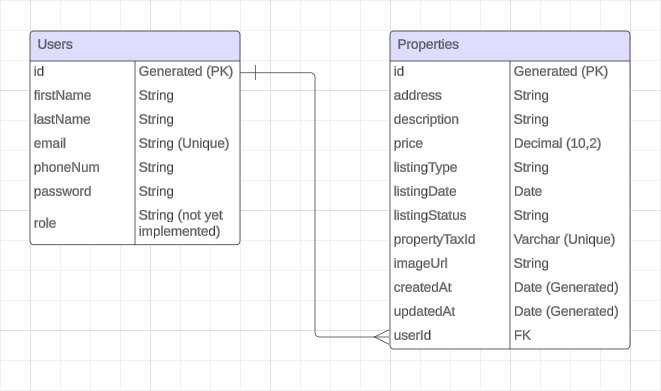 Users
id Generated (PK)
firstName String
lastName String
email String (Unique)
phoneNum String
password String
role String (not yet
implemented)
Properties
id Generated (PK)
address String
description String
price Decimal (10,2)
listingType String
listingDate Date
listingStatus String
propertyTaxId Varchar (Unique)
imageUrl String
createdAt Date (Generated)
updatedAt Date (Generated)
userId FK